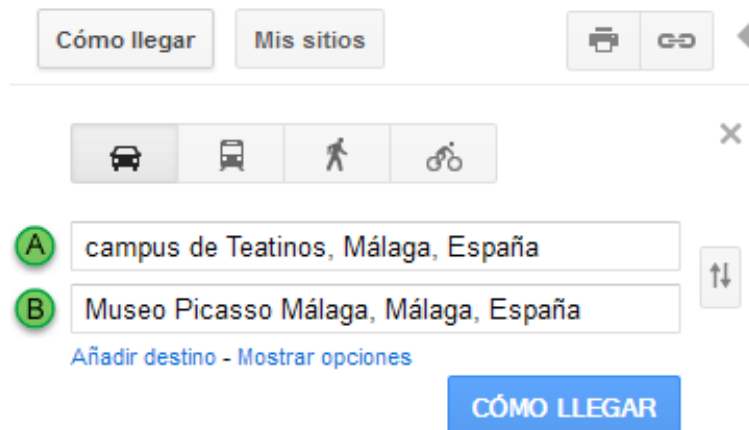 Cómo llegar Mis sitios
A campus de Teatinos, Málaga, España
B Museo Picasso Málaga, Málaga, España
Añadir destino - Mostrar opciones
CÓMO LLEGAR